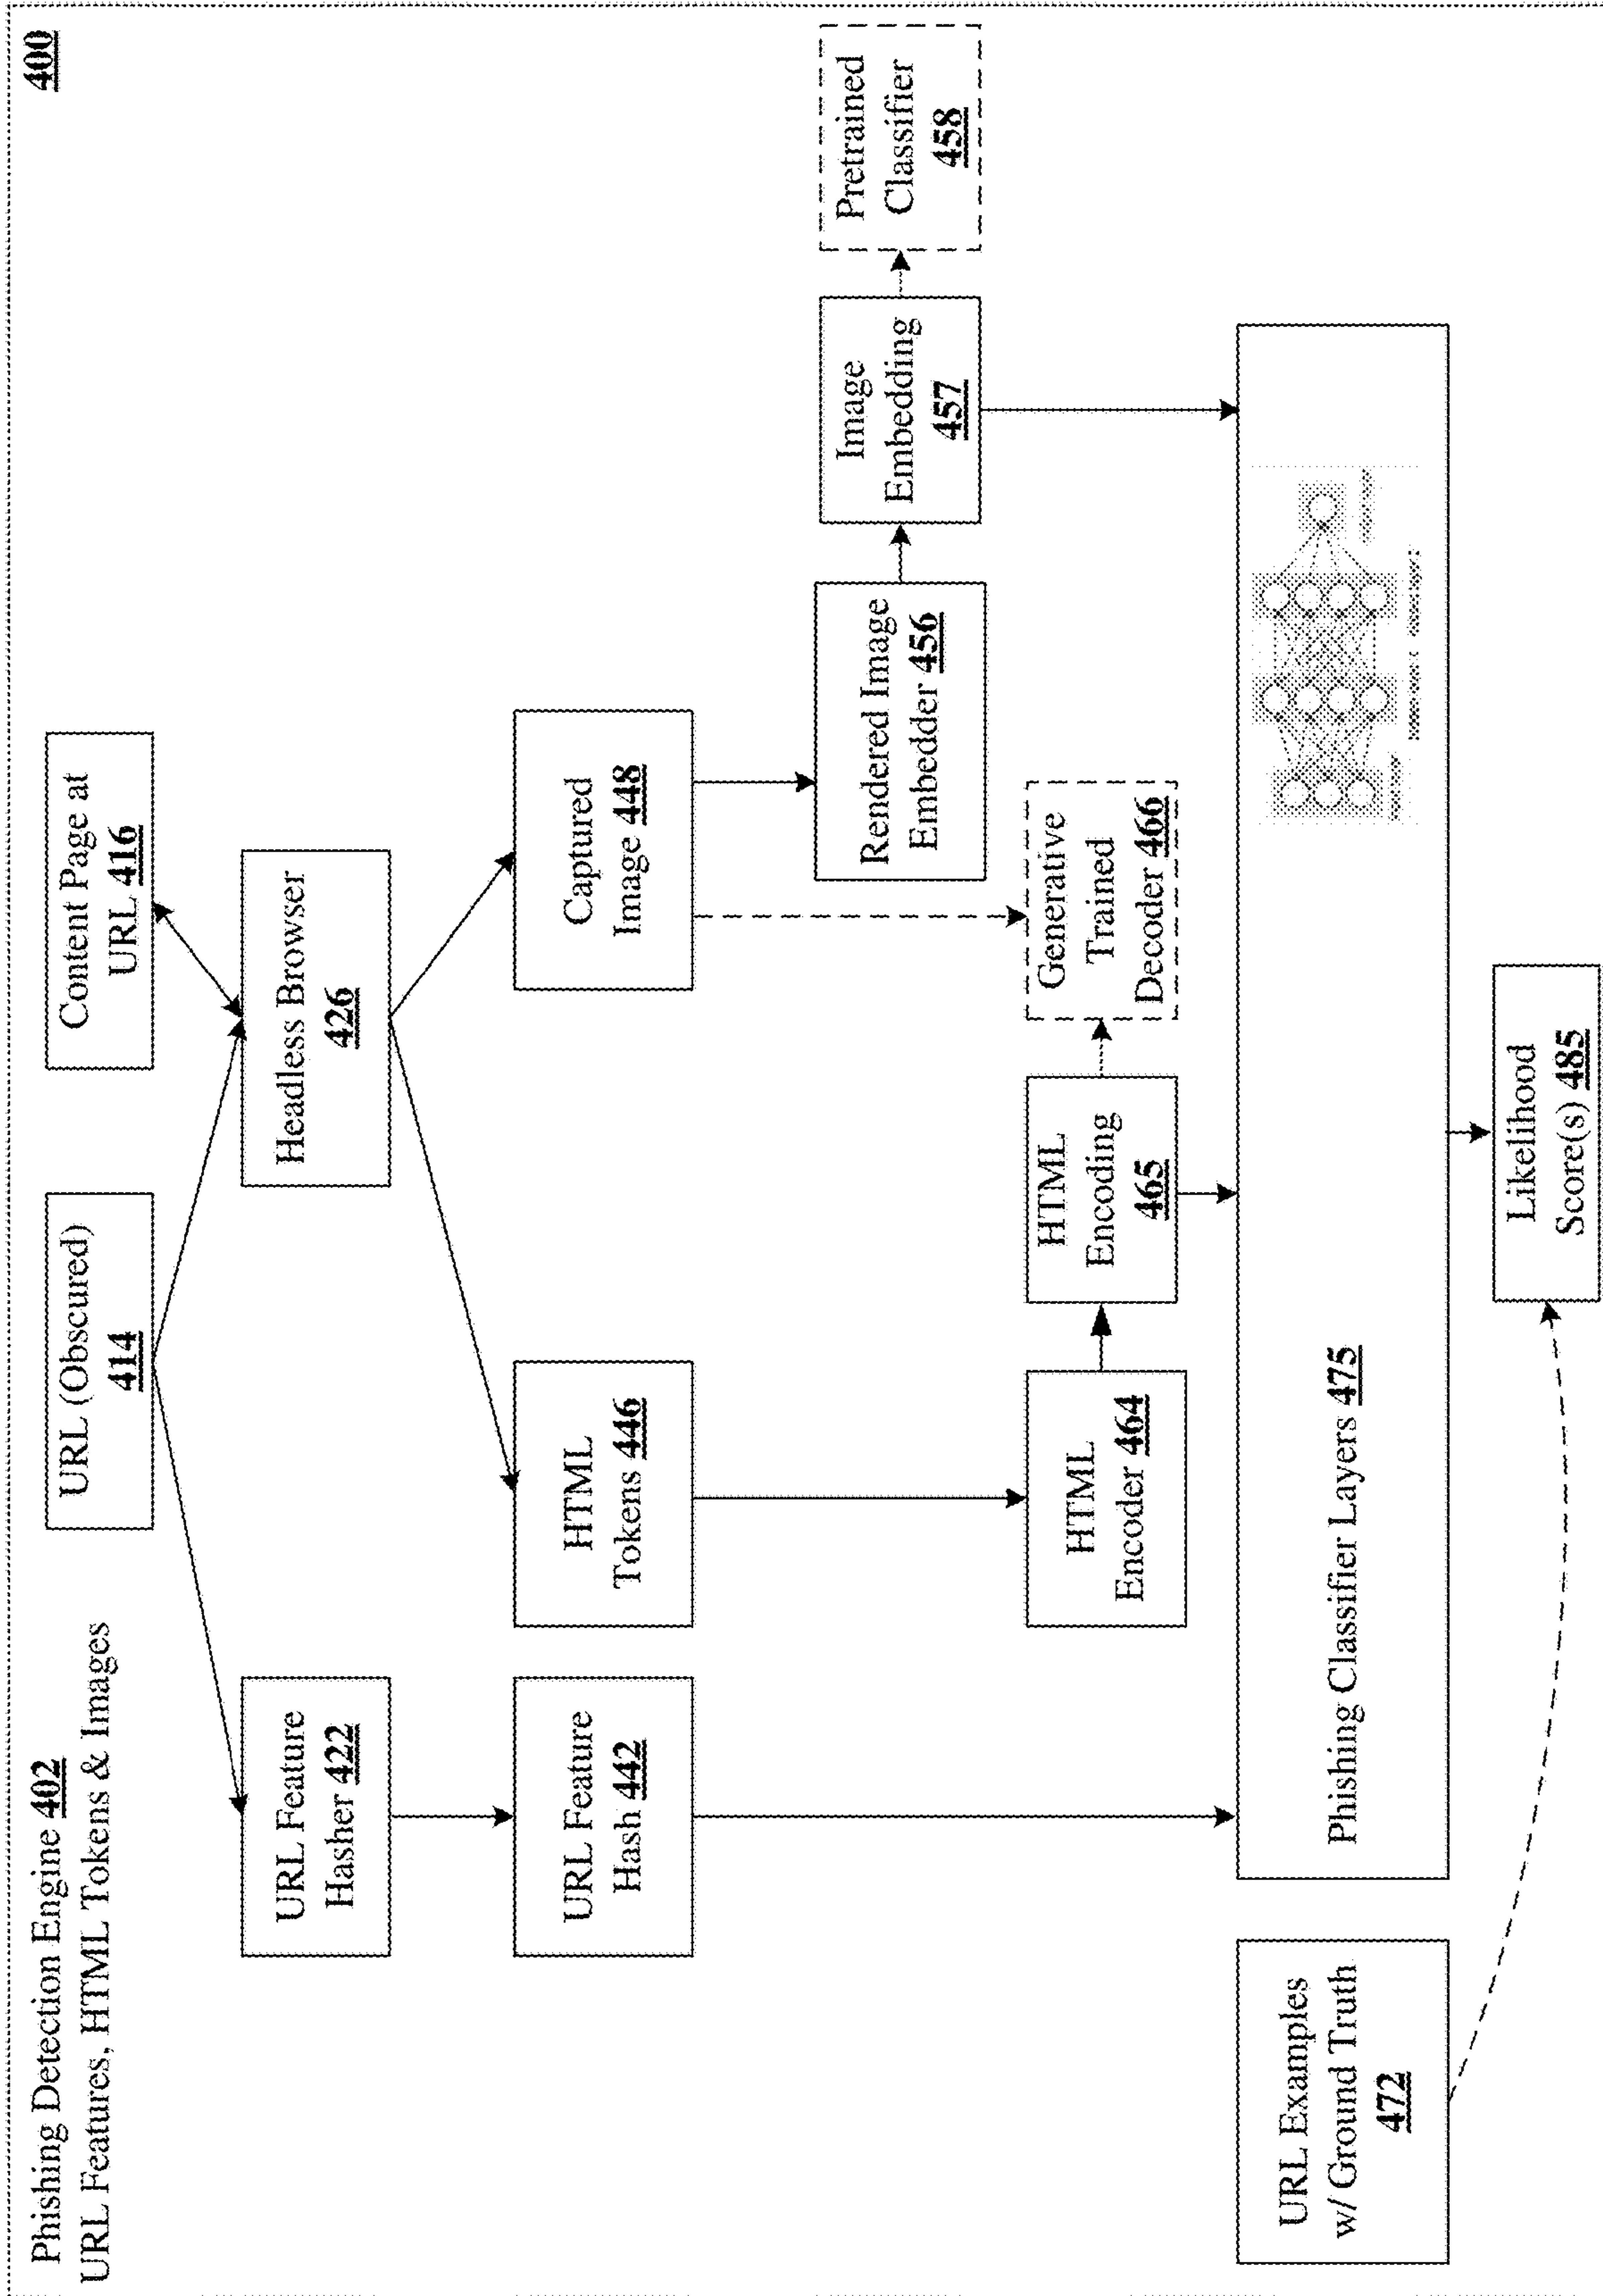 400
Phishing Detection Engine 402
URL Features, HTML Tokens & Images
URL (Obscured)
414
Content Page at
URL 416
URL Feature
Hasher 422
Headless Browser
426
URL Feature
Hash 442
HTML
Tokens 446
Captured
Image 448
Rendered Image
Embedder 456
Image
Embedding
457
Pretrained
Classifier
458
HTML
Encoder 464
HTML
Encoding
465
Generative
Trained
Decoder 466
URL Examples
w/ Ground Truth
472
Phishing Classifier Layers 475
Likelihood
Score(s) 485